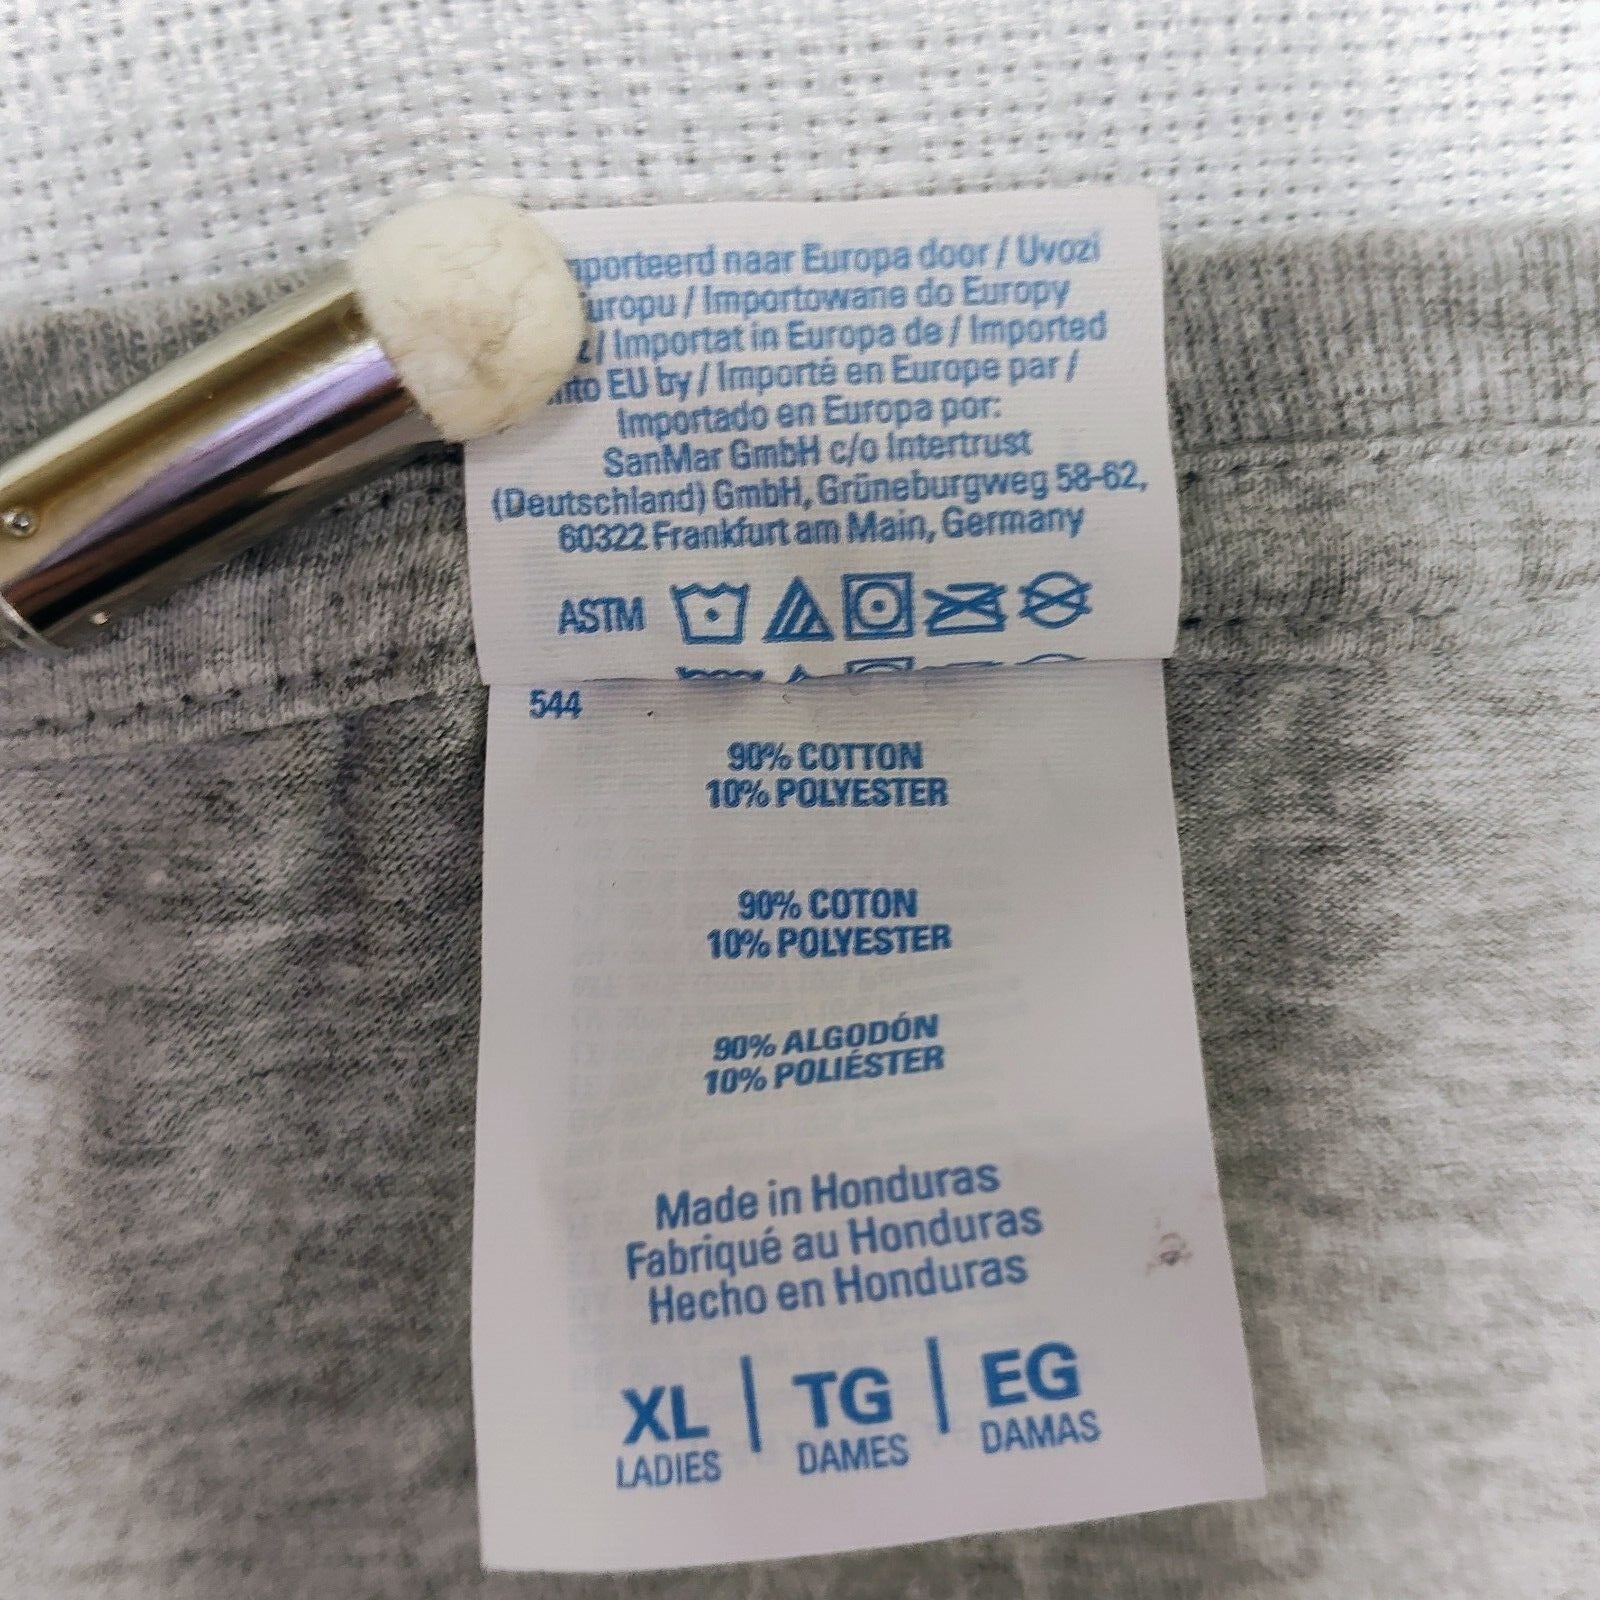 naar Europa door / Uvozi
/ Importowane do Europy
/ Importat in Europa de / Imported
EU by / Importé en Europe par /
Importado en Europa por:
SanMar GmbH c/o Intertrust
(Deutschland) GmbH, Grüneburgweg 58-62,
60322 Frankfurt am Main, Germany
ASTM
544
90% COTTON
10% POLYESTER
90% COTON
10% POLYESTER
90% ALGODÓN
10% POLIÉSTER
Made in Honduras
Fabriqué au Honduras
Hecho en Honduras
XL | TG | EG
LADIES DAMES DAMAS